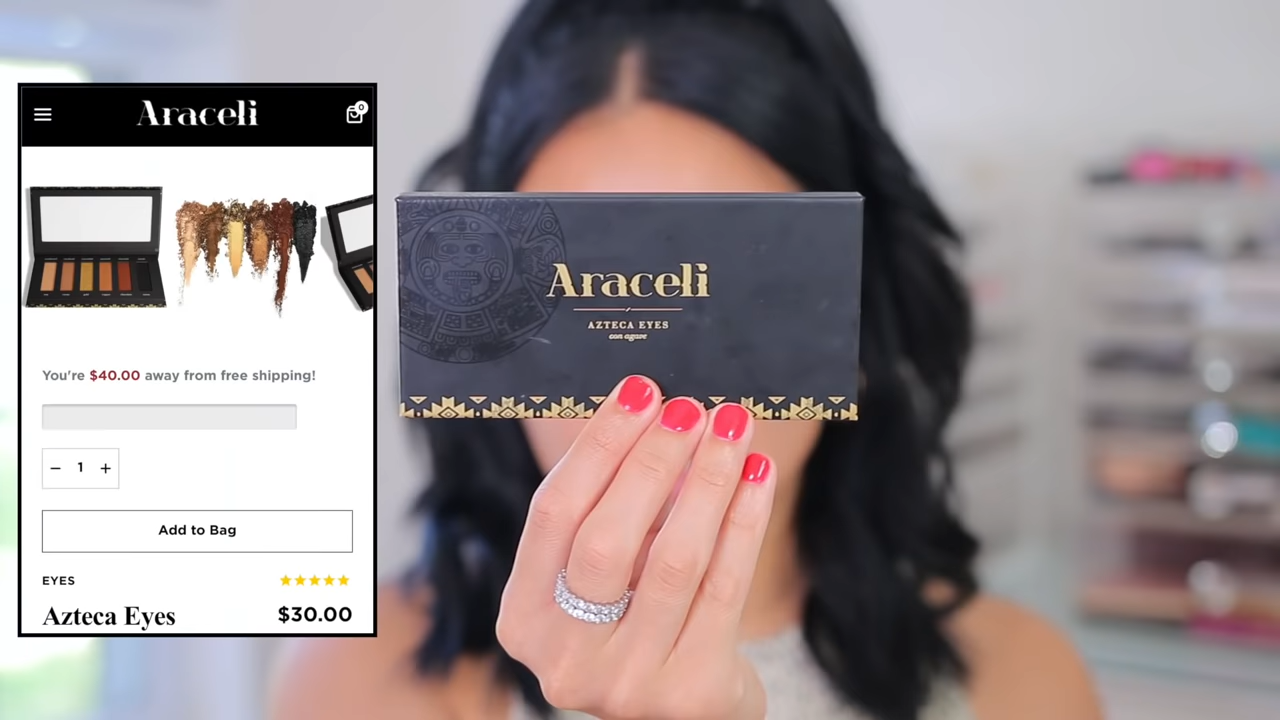 Araceli
0
You're $40.00 away from free shipping!
− 1 +
Add to Bag
EYES
Azteca Eyes $30.00
Araceli
AZTECA EYES
con agave